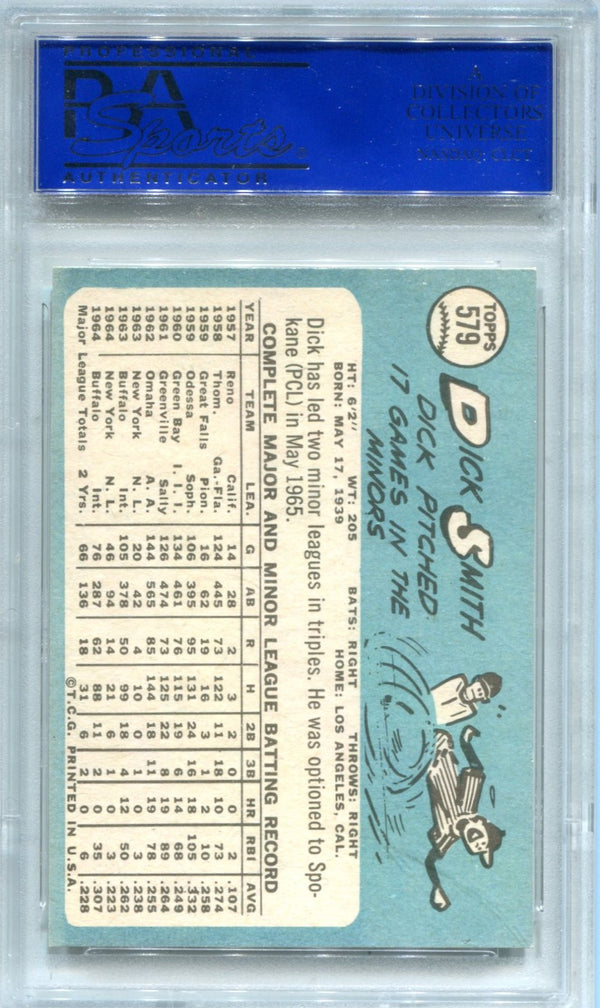 PROFESSIONAL
PSA
Sports
AUTHENTICATOR
A
DIVISION OF
COLLECTORS
UNIVERSE
NASDAQ: CLCT
TOPPS
579
DICK SMITH
DICK PITCHED
17 GAMES IN THE
MINORS
HT: 6'2" WT: 205 BATS: RIGHT THROWS: RIGHT
BORN: MAY 17, 1939 HOME: LOS ANGELES, CAL.
Dick has led two minor leagues in triples. He was optioned to Spo-
kane (PCL) in May 1965.
COMPLETE MAJOR AND MINOR LEAGUE BATTING RECORD
YEAR TEAM LEA. G AB R H 2B 3B HR RBI AVG
1957 Reno Calif. 14 28 2 3 2 0 0 2 .107
1958 Thom. Ga.-Fla. 124 445 73 122 11 18 10 73 .274
1959 Great Falls Pion. 16 62 19 16 3 1 2 10 .258
1959 Odessa Soph. 106 395 95 131 24 16 18 105 .332
1960 Green Bay I. I. I. 134 461 76 115 19 6 14 68 .249
1961 Greenville Sally 126 474 73 125 22 8 19 89 .264
1962 Omaha A. A. 144 565 85 144 18 11 19 78 .255
1963 New York N. L. 20 42 4 10 0 1 0 3 .238
1963 Buffalo Int. 105 378 50 99 18 4 12 50 .262
1964 New York N. L. 46 94 14 21 6 1 0 3 .223
1964 Buffalo Int. 76 287 62 88 11 2 35 .307
Major League Totals 2 Yrs. 66 136 18 31 6 2 0 6 .228
©T.C.G. PRINTED IN U.S.A.